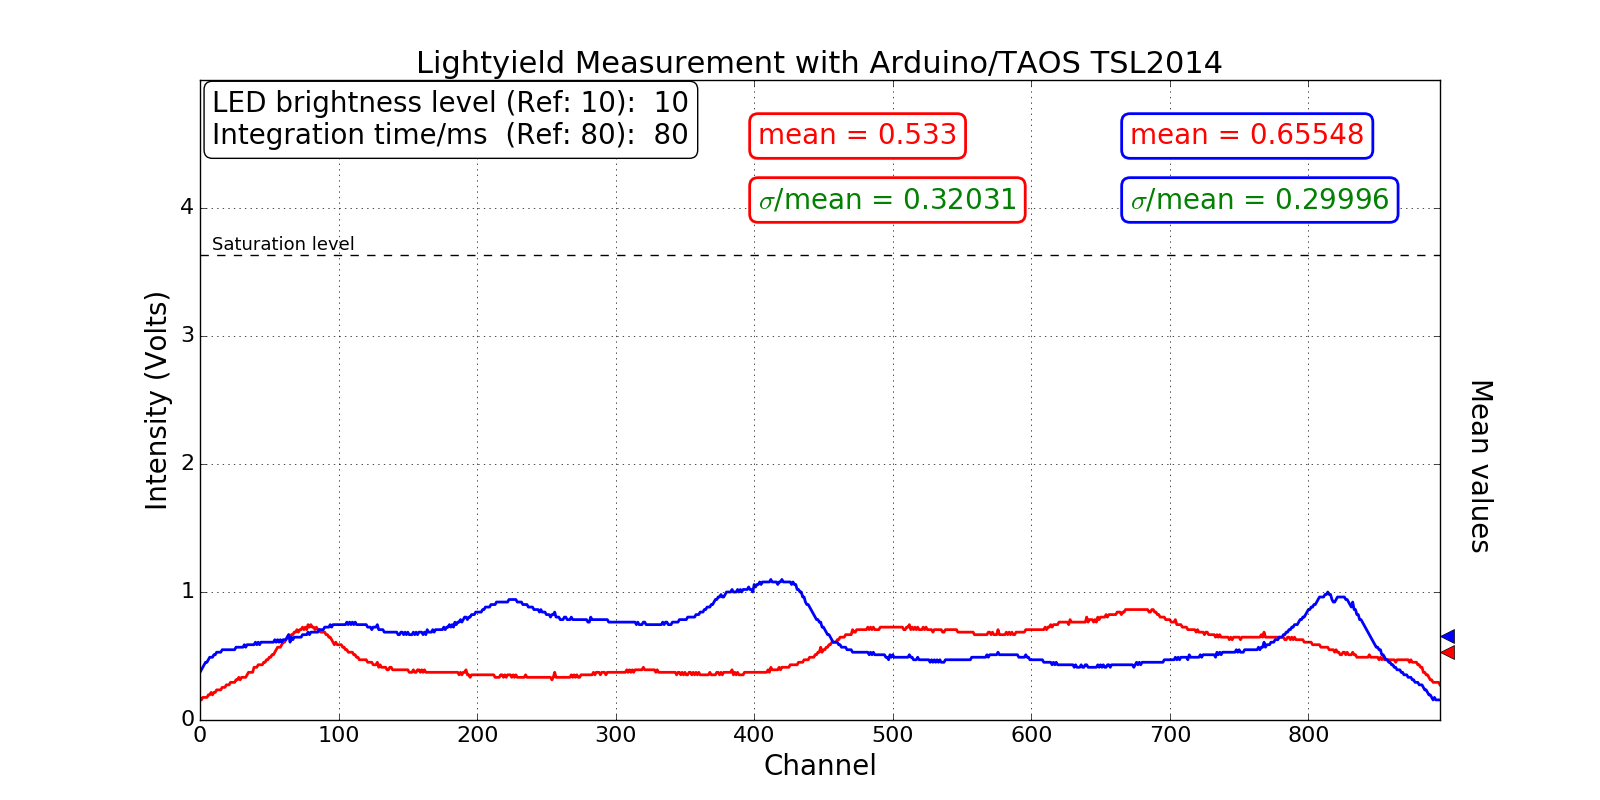 Lightyield Measurement with Arduino/TAOS TSL2014
LED brightness level (Ref: 10):  10
Integration time/ms  (Ref: 80):  80
mean = 0.533
mean = 0.65548
σ/mean = 0.32031
σ/mean = 0.29996
Saturation level
4
3
2
1
0
Intensity (Volts)
Mean values
0 100 200 300 400 500 600 700 800
Channel